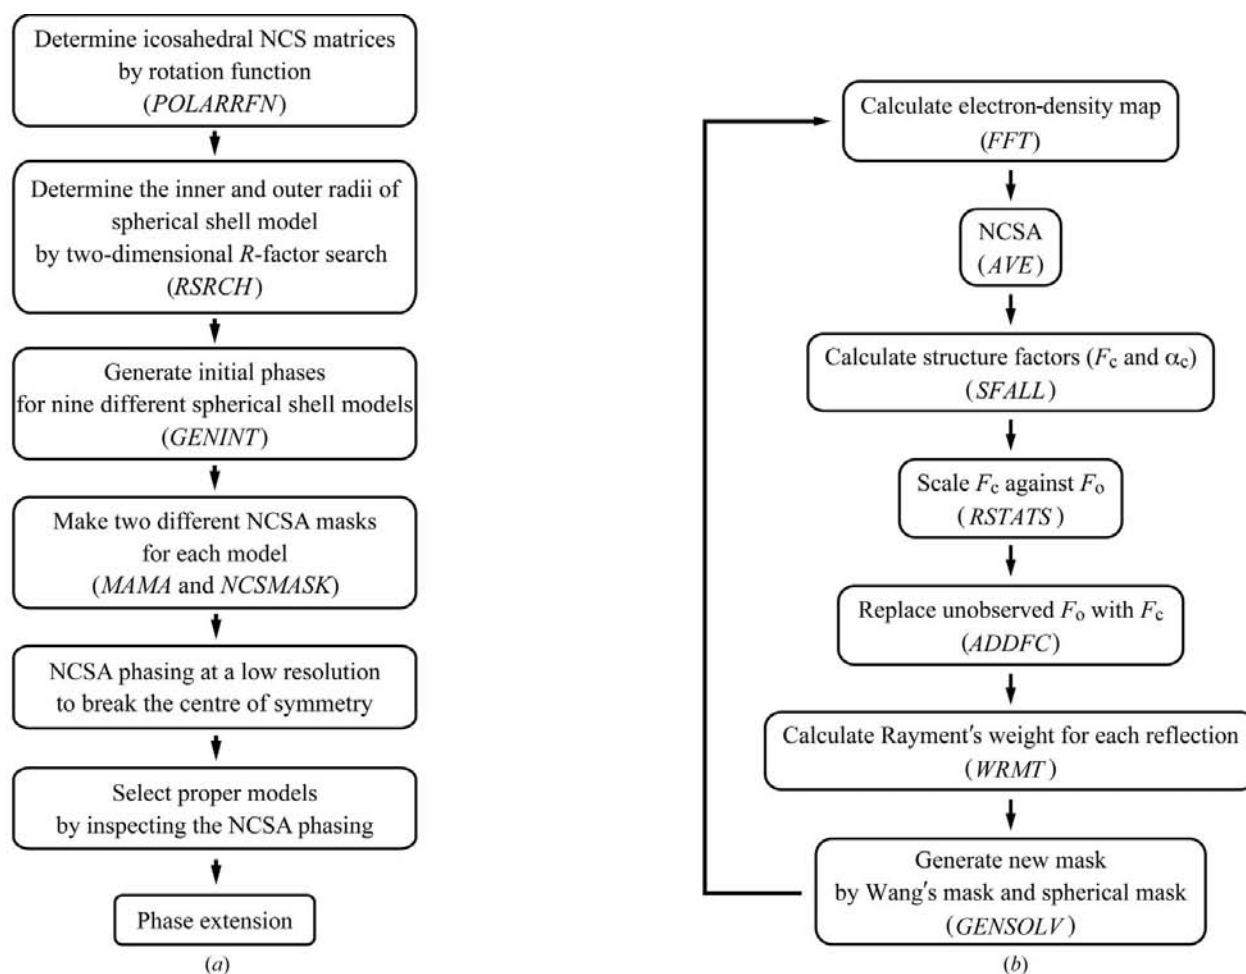 Determine icosahedral NCS matrices
by rotation function
(POLARRFN)
Determine the inner and outer radii of
spherical shell model
by two-dimensional R-factor search
(RSRCH)
Generate initial phases
for nine different spherical shell models
(GENINT)
Make two different NCSA masks
for each model
(MAMA and NCSMASK)
NCSA phasing at a low resolution
to break the centre of symmetry
Select proper models
by inspecting the NCSA phasing
Phase extension
(a)
Calculate electron-density map
(FFT)
NCSA
(AVE)
Calculate structure factors (Fc and αc)
(SFALL)
Scale Fc against Fo
(RSTATS)
Replace unobserved Fo with Fc
(ADDFC)
Calculate Rayment's weight for each reflection
(WRMT)
Generate new mask
by Wang's mask and spherical mask
(GENSOLV)
(b)